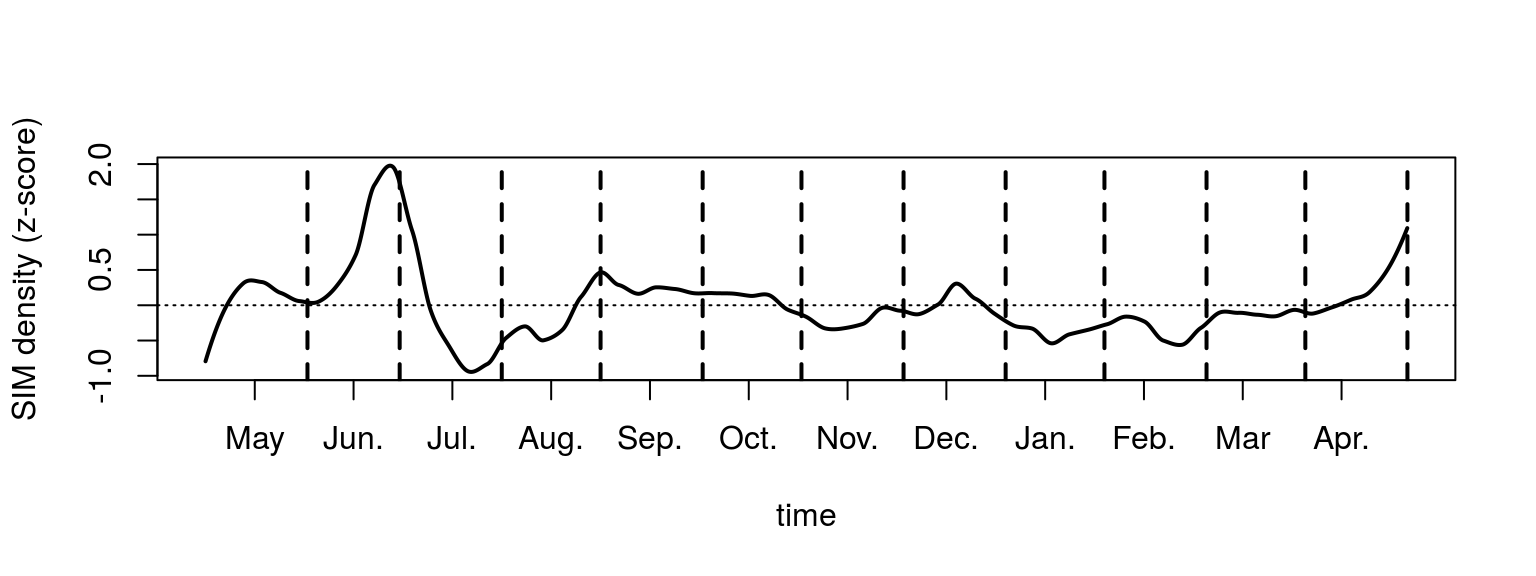 SIM density (z-score)
2.0
0.5
-1.0
May Jun. Jul. Aug. Sep. Oct. Nov. Dec. Jan. Feb. Mar Apr.
time